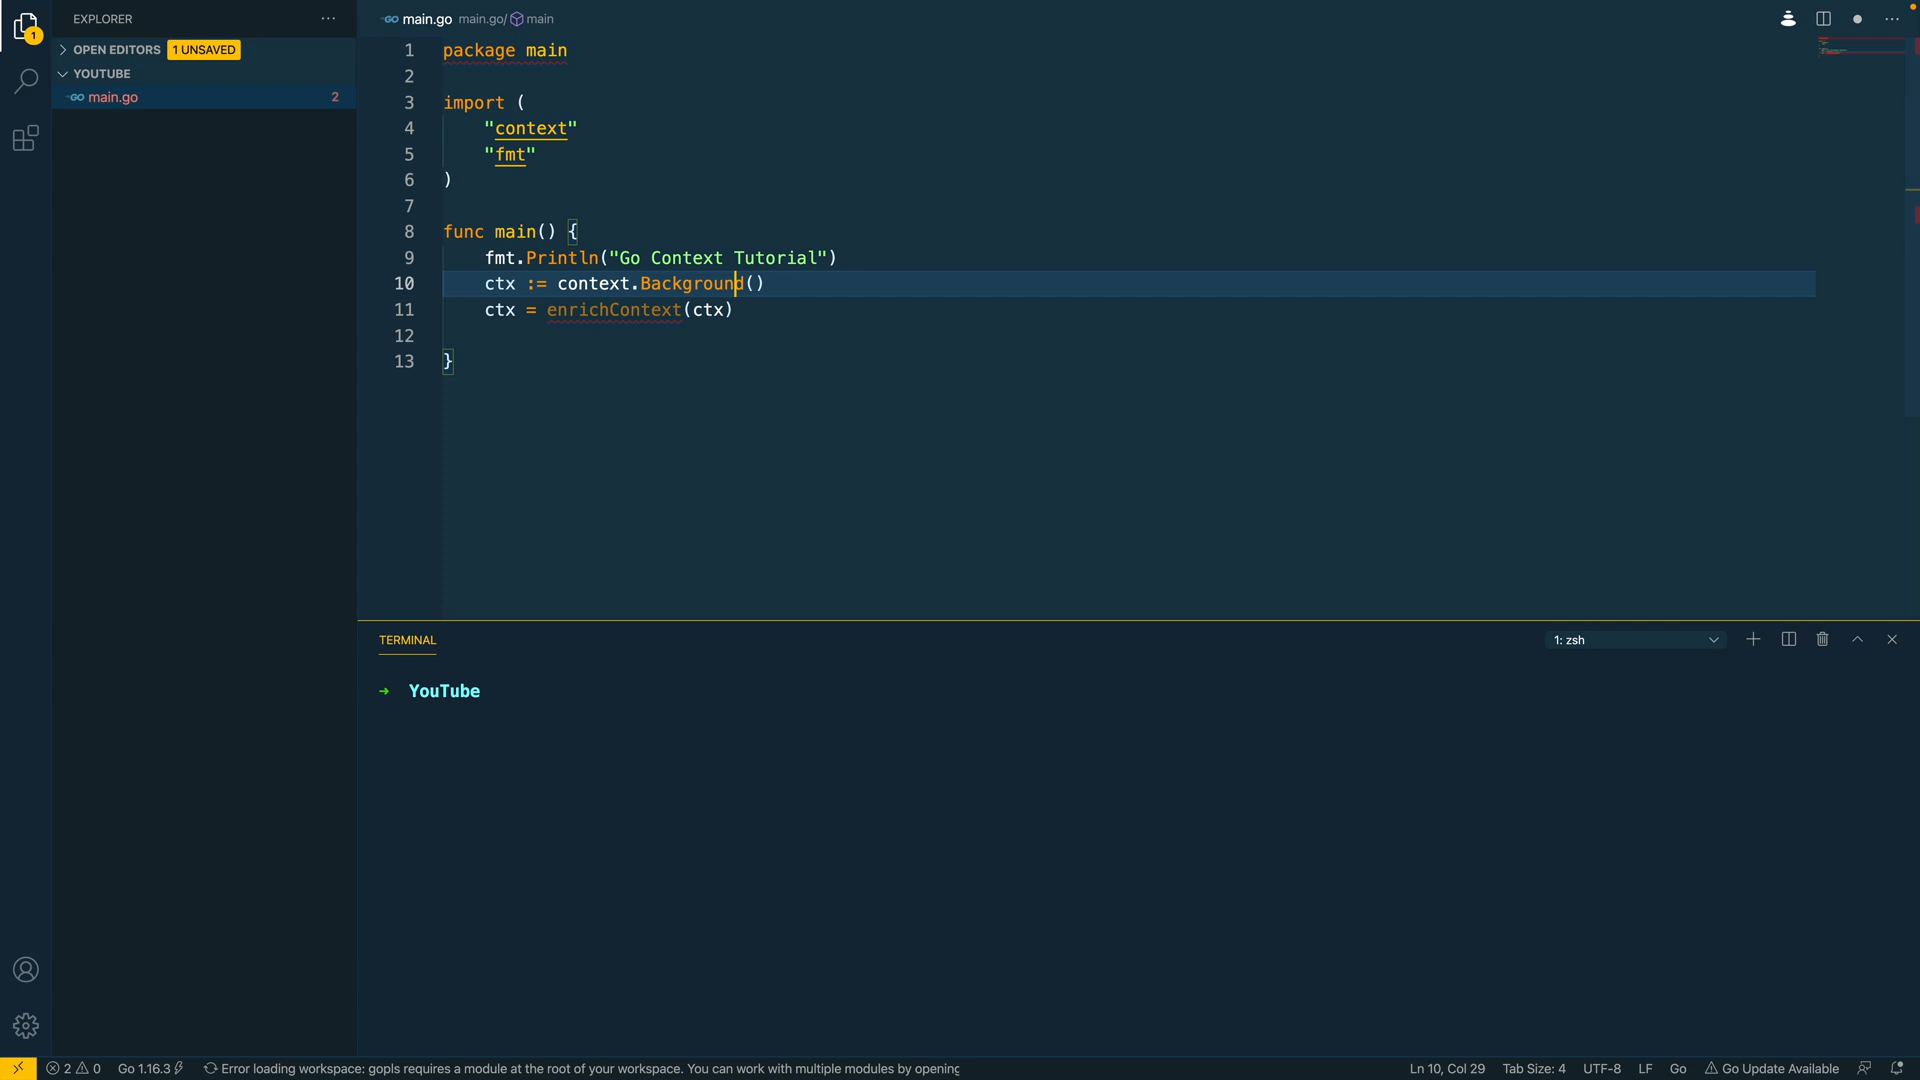 EXPLORER
OPEN EDITORS 1 UNSAVED
YOUTUBE
GO main.go 2
1
GO main.go main.go/ main
1 package main
2
3 import (
4 "context"
5 "fmt"
6 )
7
8 func main() {
9 fmt.Println("Go Context Tutorial")
10 ctx := context.Background()
11 ctx = enrichContext(ctx)
12
13 }
TERMINAL
1: zsh
➜ YouTube
2 0 Go 1.16.3 Error loading workspace: gopls requires a module at the root of your workspace. You can work with multiple modules by opening Ln 10, Col 29 Tab Size: 4 UTF-8 LF Go Go Update Available